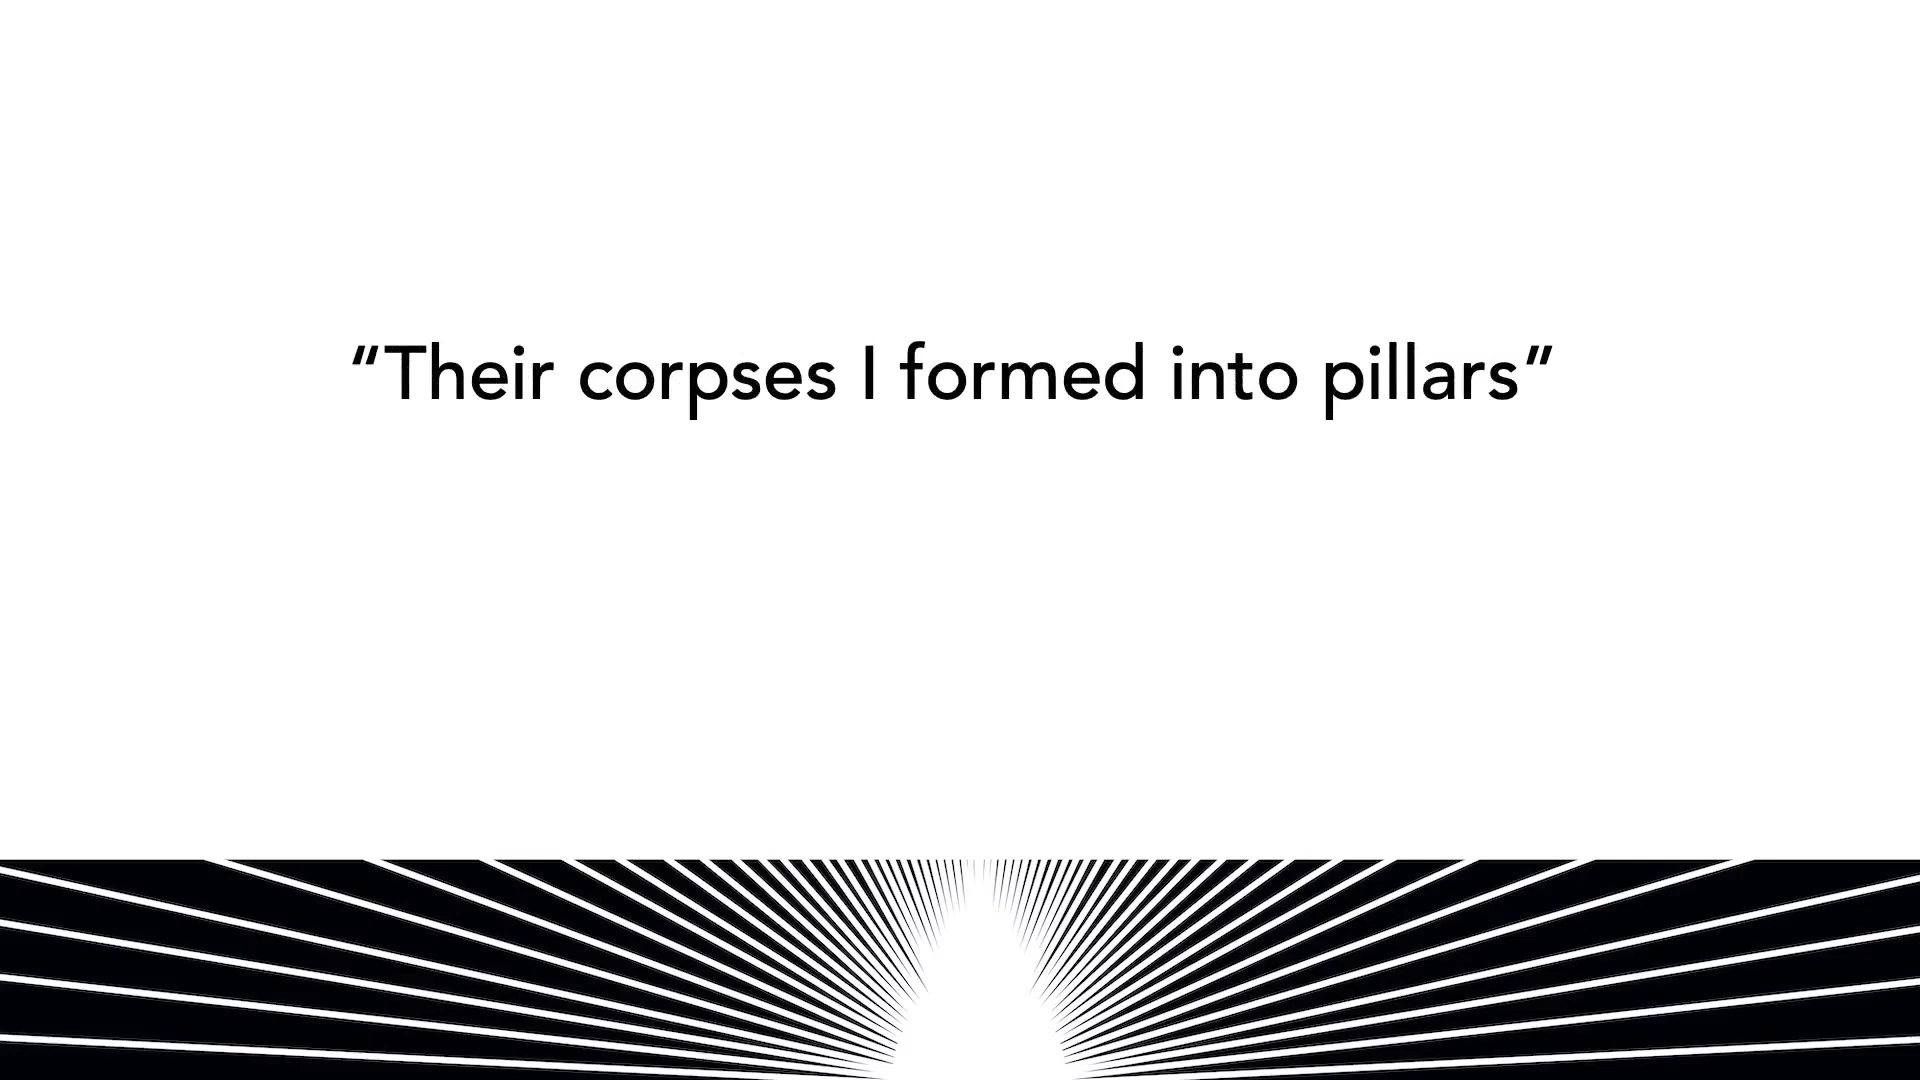 “Their corpses I formed into pillars”